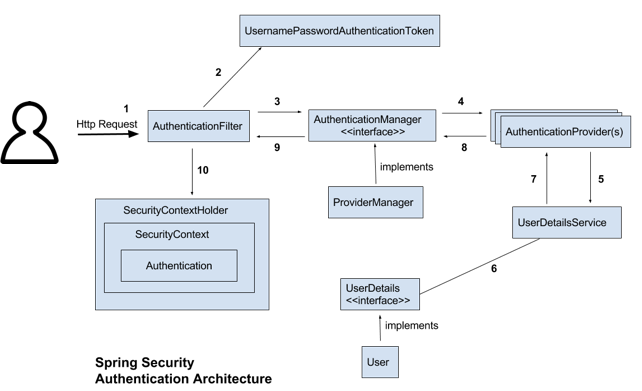 UsernamePasswordAuthenticationToken
1
2
3
4
Http Request
AuthenticationFilter
AuthenticationManager
<<interface>>
AuthenticationProvider(s)
9
8
10
implements
7
5
ProviderManager
SecurityContextHolder
SecurityContext
Authentication
UserDetailsService
6
UserDetails
<<interface>>
implements
User
Spring Security
Authentication Architecture